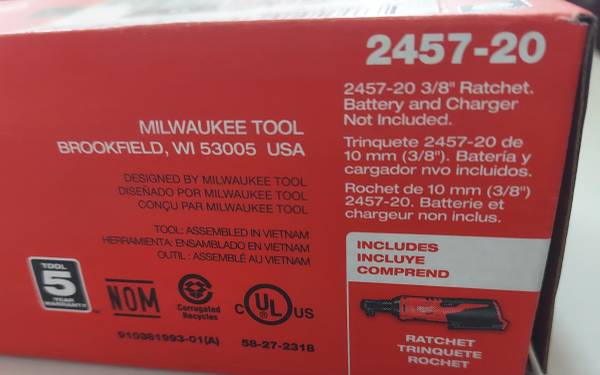 2457-20
2457-20 3/8" Ratchet.
Battery and Charger
Not Included.
Trinquete 2457-20 de
10 mm (3/8"). Batería y
cargador nvo incluidos.
Rochet de 10 mm (3/8")
2457-20. Batterie et
chargeur non inclus.
MILWAUKEE TOOL
BROOKFIELD, WI 53005 USA
DESIGNED BY MILWAUKEE TOOL
DISEÑADO POR MILWAUKEE TOOL
CONÇU PAR MILWAUKEE TOOL
TOOL: ASSEMBLED IN VIETNAM
HERRAMIENTA: ENSAMBLADO EN VIETNAM
OUTIL : ASSEMBLÉ AU VIETNAM
TOOL
5
YEAR
WARRANTY
NOM
Corrugated
Recycles
C UL US
910381993-01(A)
58-27-2318
INCLUDES
INCLUYE
COMPREND
RATCHET
TRINQUETE
ROCHET